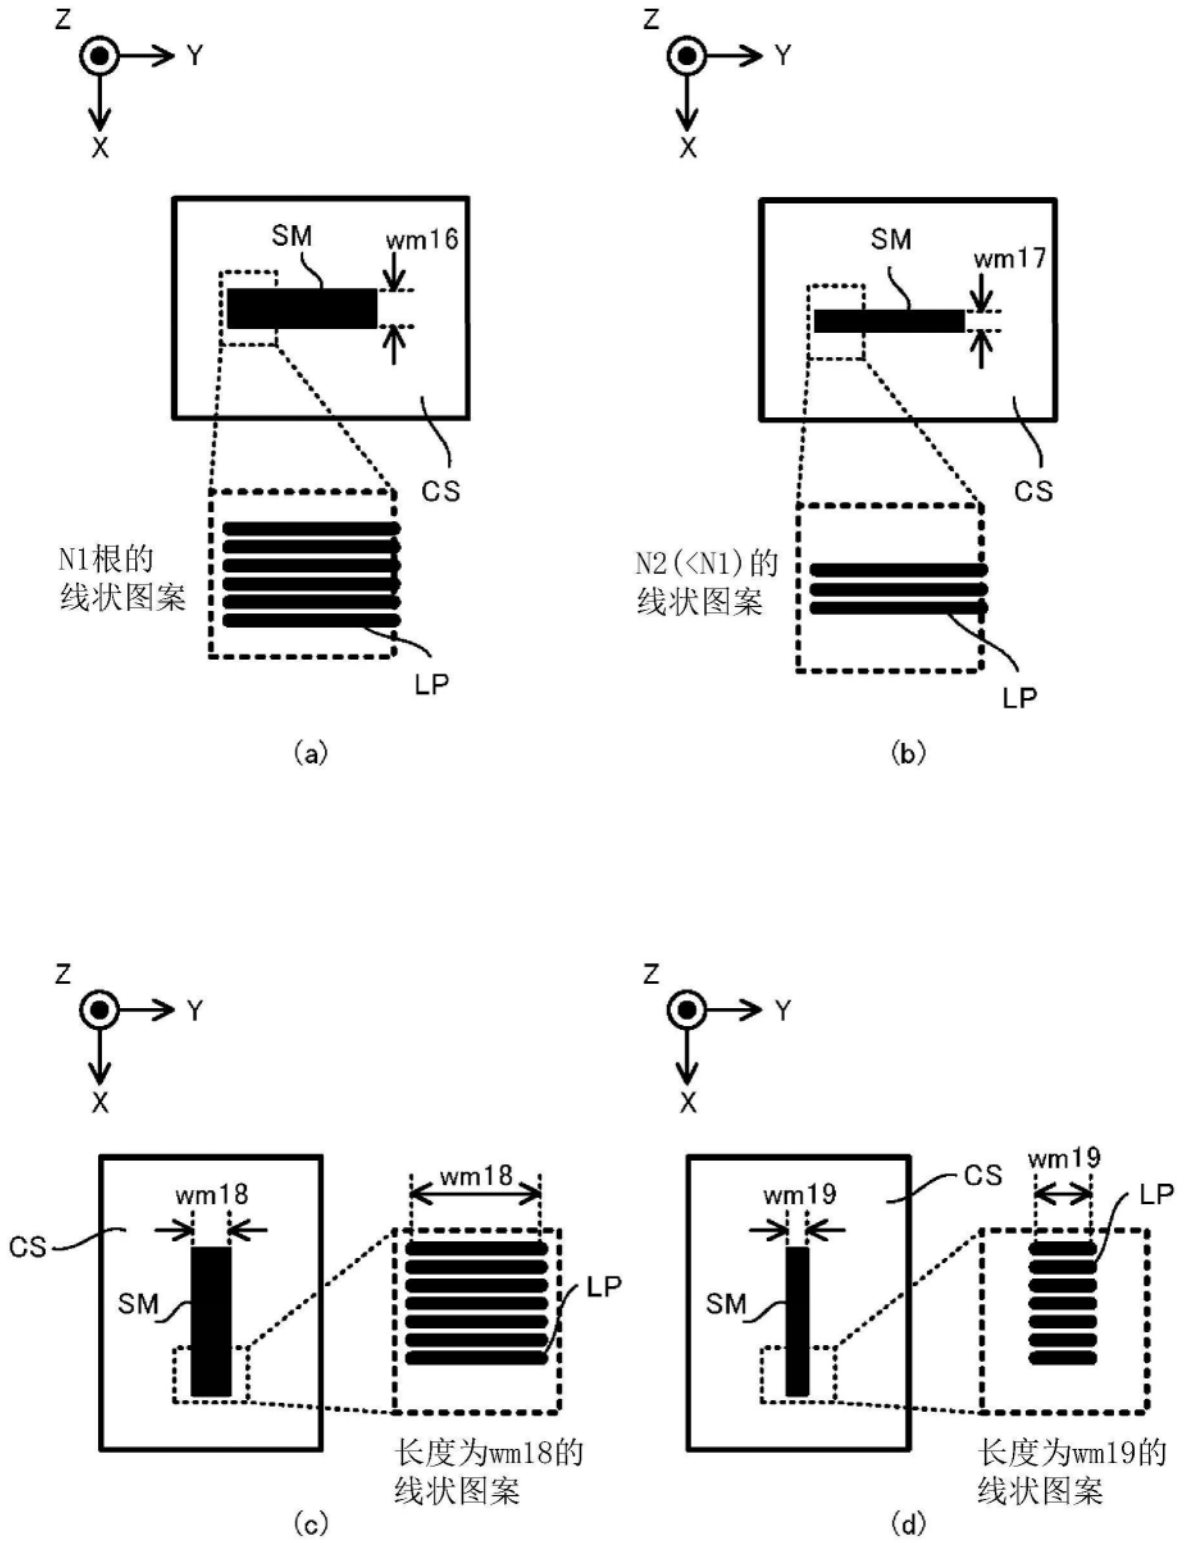 Z
Y
X
SM
wm16
CS
N1根的
线状图案
LP
(a)
Z
Y
X
SM
wm17
CS
N2(<N1)的
线状图案
LP
(b)
Z
Y
X
wm18
CS
SM
wm18
LP
长度为wm18的
线状图案
(c)
Z
Y
X
wm19
CS
SM
wm19
LP
长度为wm19的
线状图案
(d)